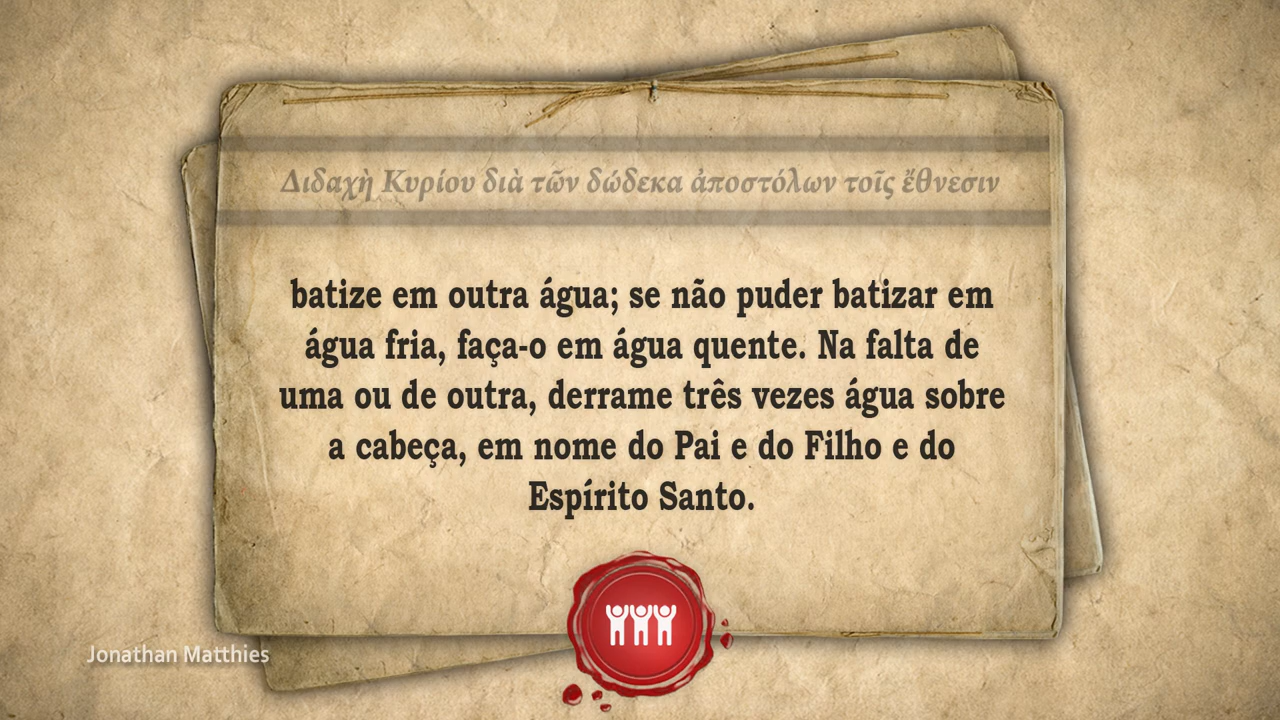 Διδαχὴ Κυρίου διὰ τῶν δώδεκα ἀποστόλων τοῖς ἔθνεσιν
batize em outra água; se não puder batizar em
água fria, faça-o em água quente. Na falta de
uma ou de outra, derrame três vezes água sobre
a cabeça, em nome do Pai e do Filho e do
Espírito Santo.
Jonathan Matthies